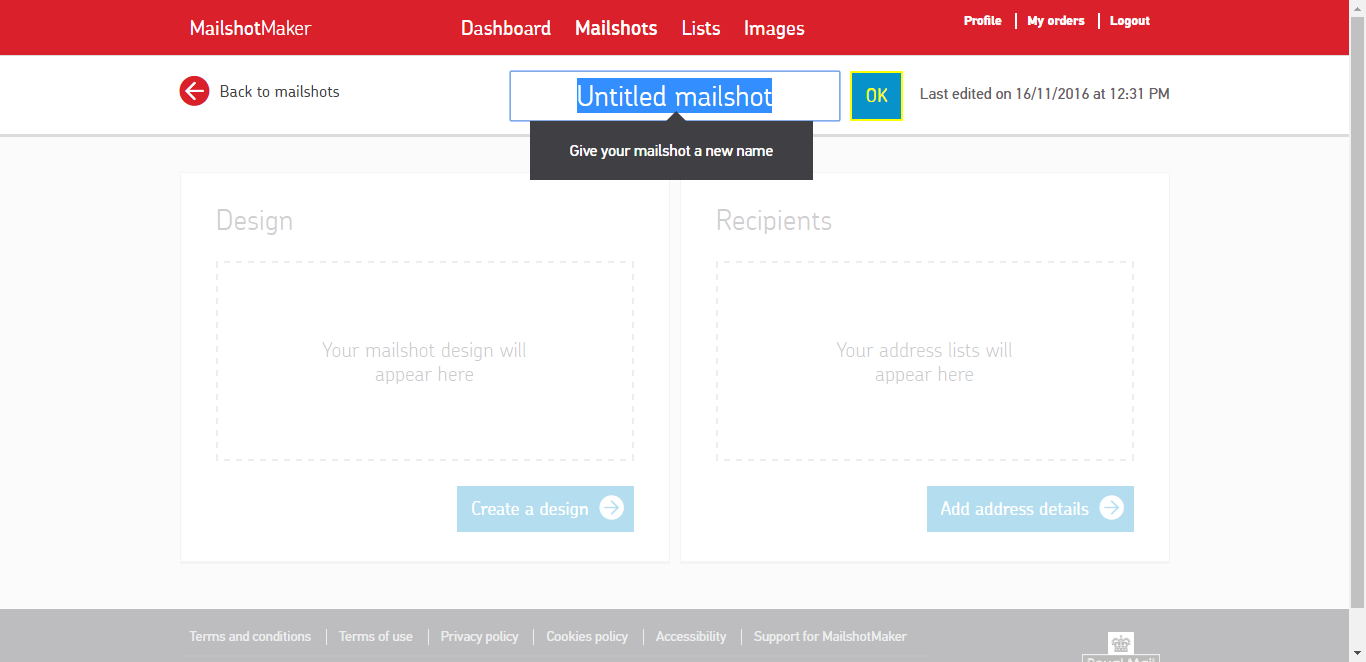 MailshotMaker
Dashboard
Mailshots
Lists
Images
Profile
My orders
Logout
Back to mailshots
Untitled mailshot
OK
Last edited on 16/11/2016 at 12:31 PM
Give your mailshot a new name
Design
Your mailshot design will
appear here
Create a design
Recipients
Your address lists will
appear here
Add address details
Terms and conditions
Terms of use
Privacy policy
Cookies policy
Accessibility
Support for MailshotMaker
Royal Mail